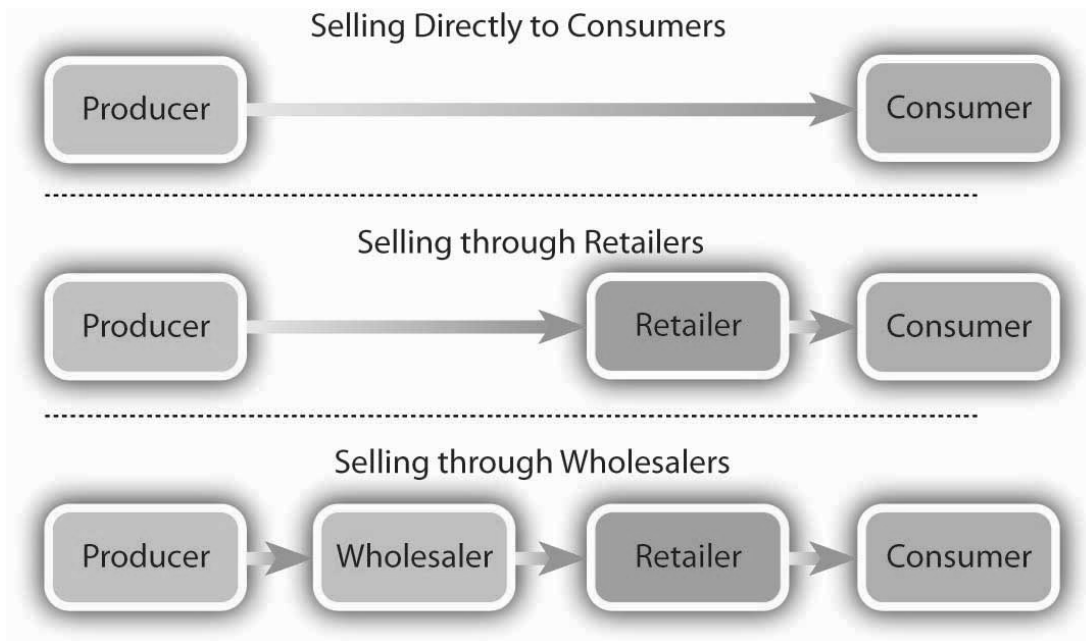 Selling Directly to Consumers
Producer Consumer
Selling through Retailers
Producer Retailer Consumer
Selling through Wholesalers
Producer Wholesaler Retailer Consumer